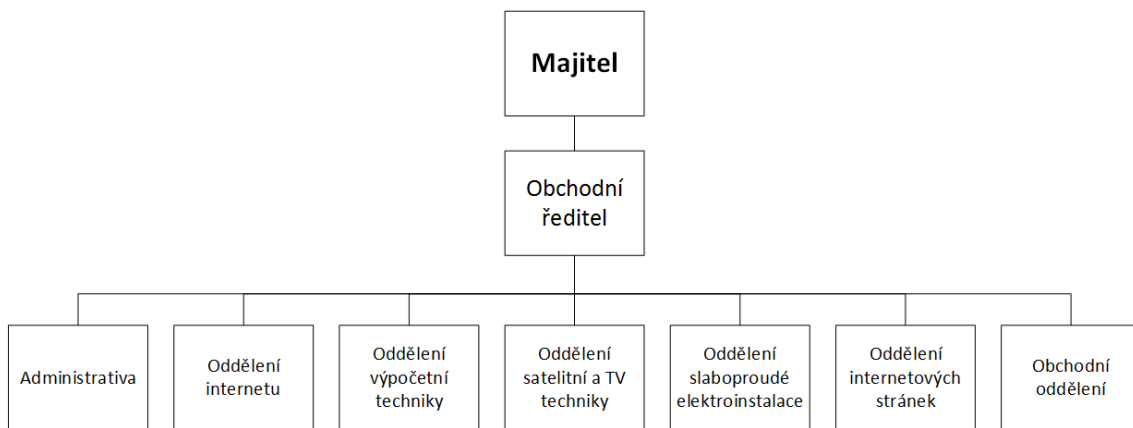 Majitel
Obchodní
ředitel
Administrativa
Oddělení
internetu
Oddělení
výpočetní
techniky
Oddělení
satelitní a TV
techniky
Oddělení
slaboproudé
elektroinstalace
Oddělení
internetových
stránek
Obchodní
oddělení